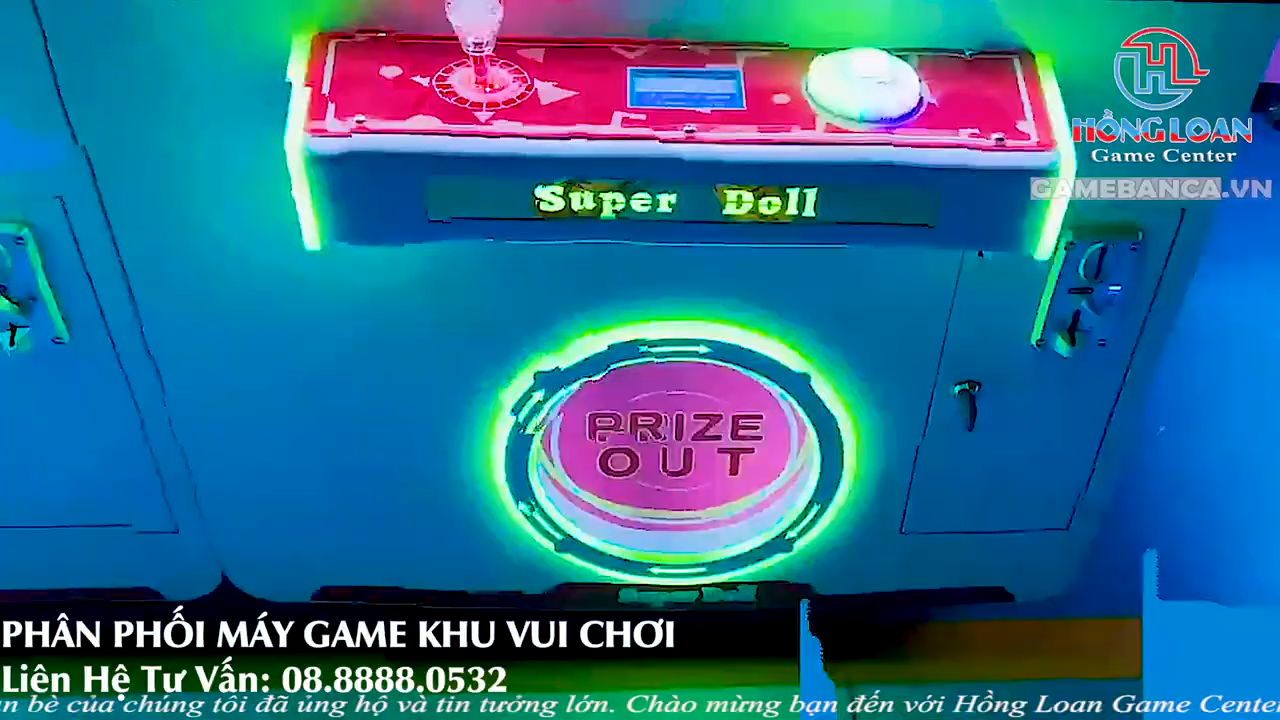 HỒNG LOAN
Game Center
GAMEBANCA.VN
Super Doll
PRIZE
OUT
PHÂN PHỐI MÁY GAME KHU VUI CHƠI
Liên Hệ Tư Vấn: 08.8888.0532
bè của chúng tôi đã ủng hộ và tin tưởng lớn. Chào mừng bạn đến với Hồng Loan Game Center